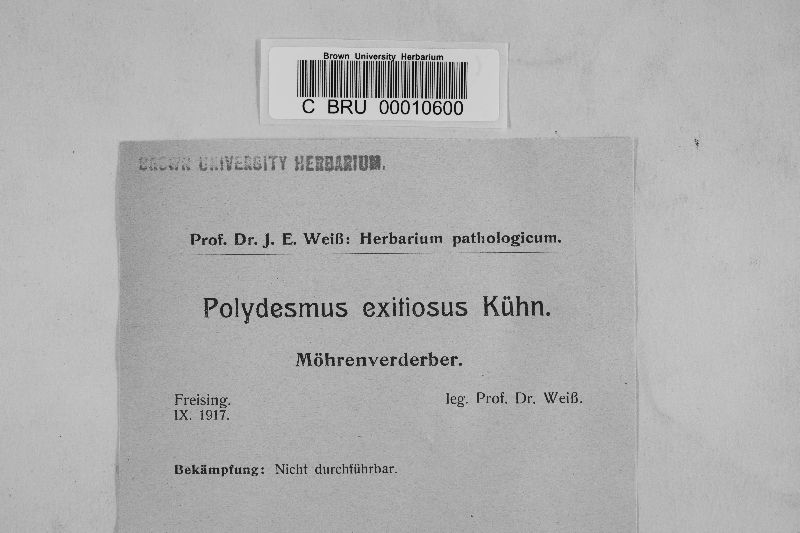 Brown University Herbarium
C BRU 00010600
BROWN UNIVERSITY HERBARIUM.
Prof. Dr. J. E. Weiß: Herbarium pathologicum.
Polydesmus exitiosus Kühn.
Möhrenverderber.
Freising. leg. Prof. Dr. Weiß.
IX. 1917.
Bekämpfung: Nicht durchführbar.